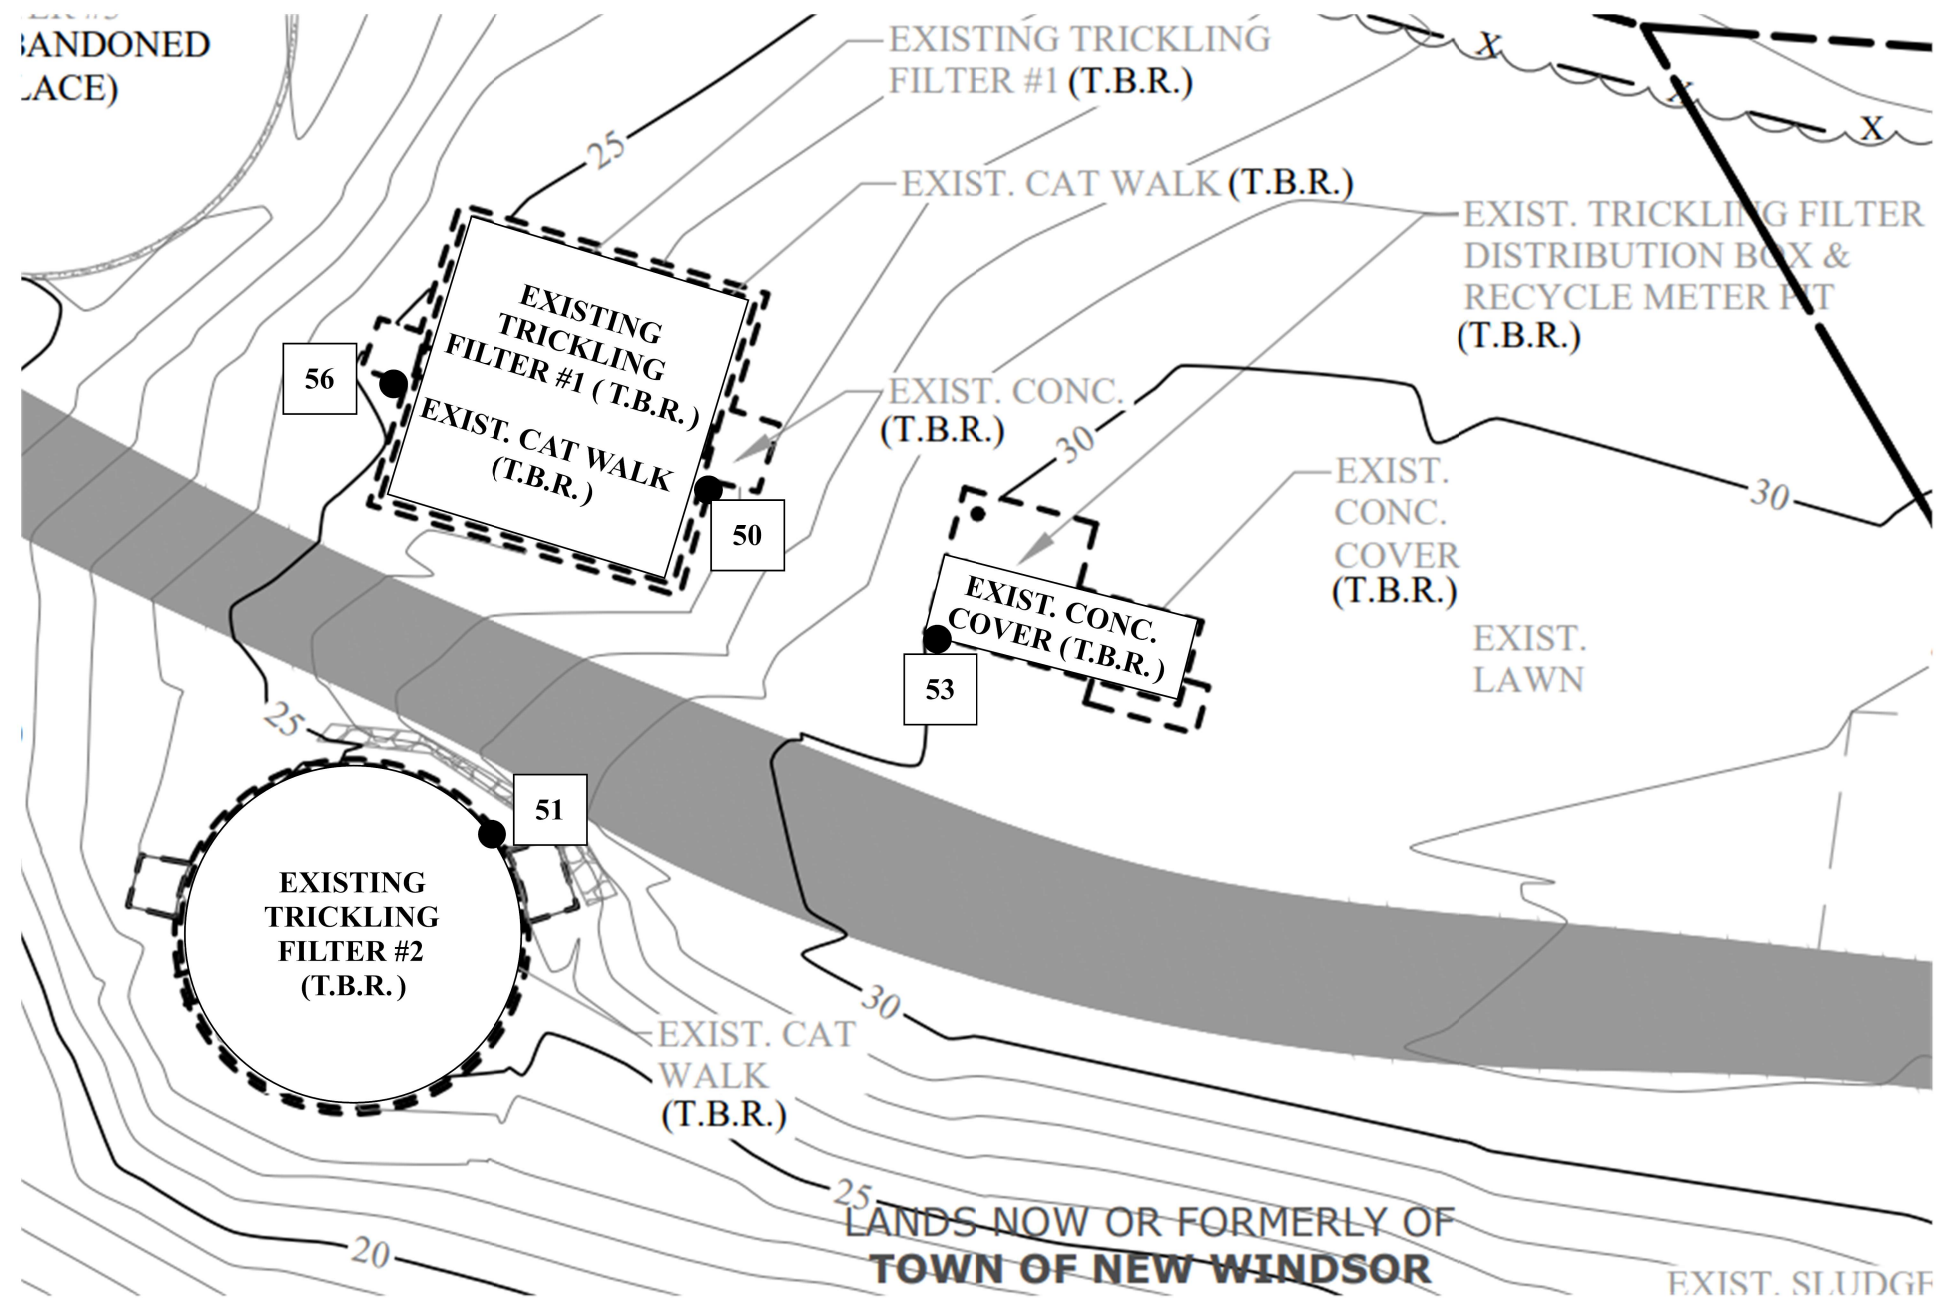 BANDONED
LACE)
EXISTING TRICKLING
FILTER #1 (T.B.R.)
X
X
X
25
EXIST. CAT WALK (T.B.R.)
EXIST. TRICKLING FILTER
DISTRIBUTION BOX &
RECYCLE METER PIT
(T.B.R.)
EXISTING
TRICKLING
FILTER #1 ( T.B.R. )
EXIST. CAT WALK
(T.B.R. )
56
50
EXIST. CONC.
(T.B.R.)
30
30
EXIST.
CONC.
COVER
(T.B.R.)
EXIST. CONC.
COVER ( T.B.R. )
53
EXIST.
LAWN
25
51
EXISTING
TRICKLING
FILTER #2
(T.B.R. )
30
EXIST. CAT
WALK
(T.B.R.)
25
LANDS NOW OR FORMERLY OF
TOWN OF NEW WINDSOR
20
EXIST. SLUDGE